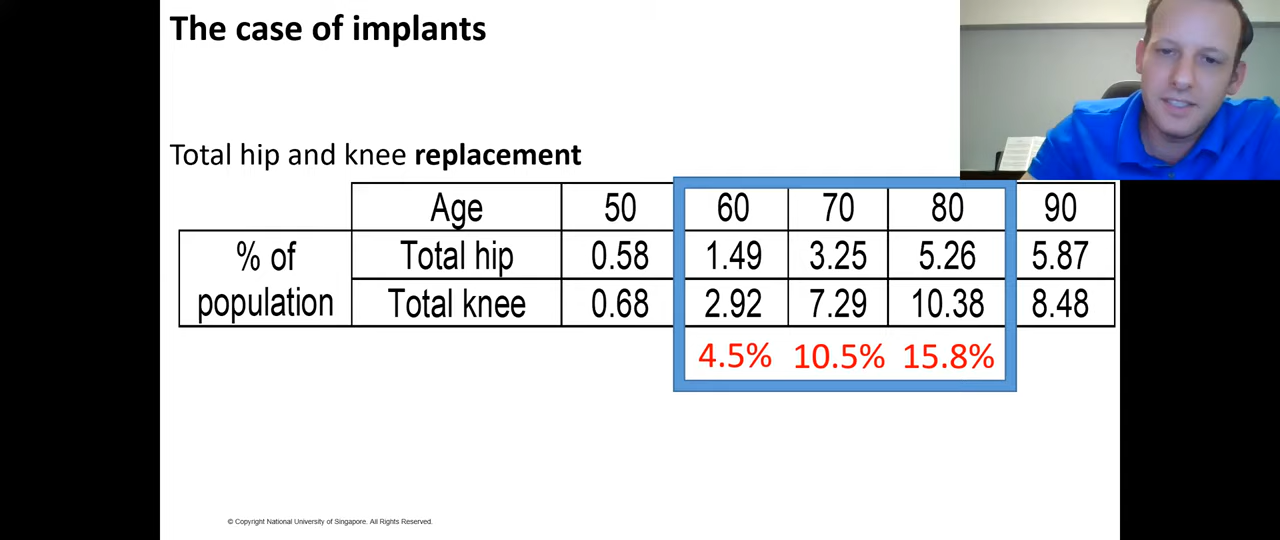 The case of implants
Total hip and knee replacement
Age 50 60 70 80 90
% of population
Total hip 0.58 1.49 3.25 5.26 5.87
Total knee 0.68 2.92 7.29 10.38 8.48
4.5% 10.5% 15.8%
© Copyright National University of Singapore. All Rights Reserved.